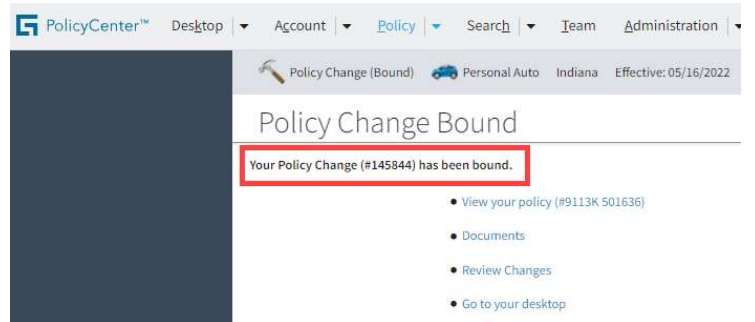 PolicyCenter™ Desktop Account Policy Search Team Administration
Policy Change (Bound) Personal Auto Indiana Effective: 05/16/2022
Policy Change Bound
Your Policy Change (#145844) has been bound.
View your policy (#9113K 501636)
Documents
Review Changes
Go to your desktop